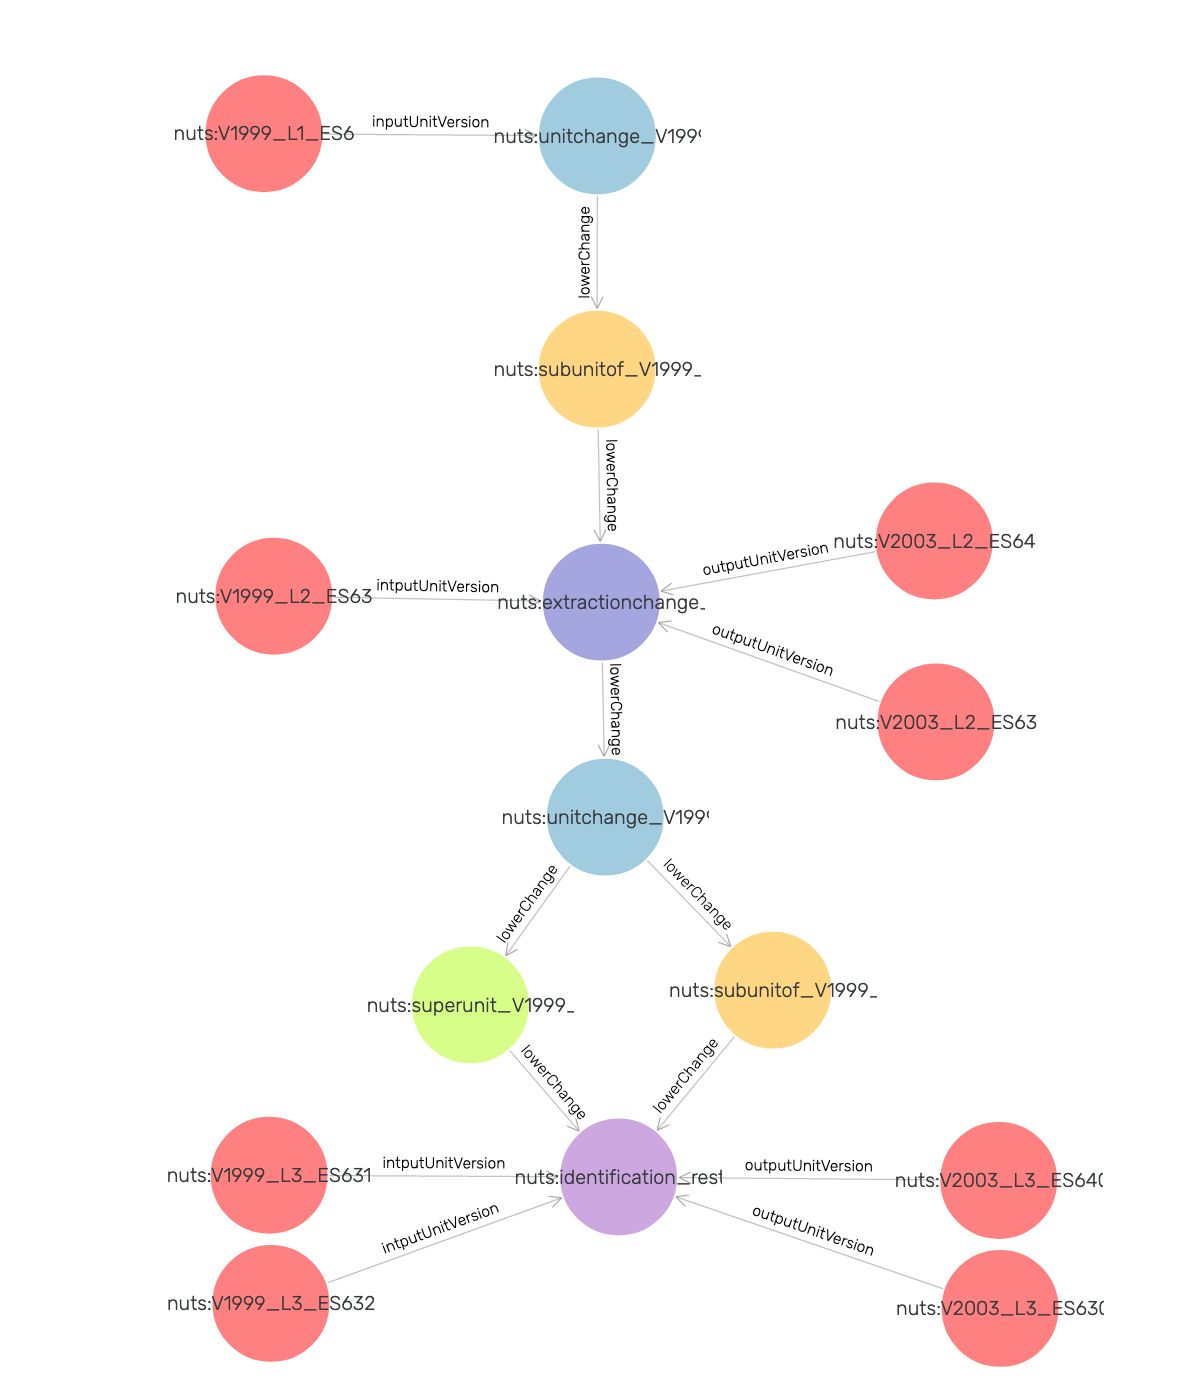 nuts:V1999_L1_ES6
inputUnitVersion
nuts:unitchange_V199
lowerChange
nuts:subunitof_V1999_
lowerChange
nuts:V2003_L2_ES64
outputUnitVersion
nuts:V1999_L2_ES63
intputUnitVersion
nuts:extractionchange_
outputUnitVersion
nuts:V2003_L2_ES63
lowerChange
nuts:unitchange_V199
lowerChange
lowerChange
nuts:superunit_V1999_
nuts:subunitof_V1999_
lowerChange
lowerChange
nuts:V1999_L3_ES631
intputUnitVersion
nuts:identification_rest
outputUnitVersion
nuts:V2003_L3_ES640
intputUnitVersion
outputUnitVersion
nuts:V1999_L3_ES632
nuts:V2003_L3_ES630